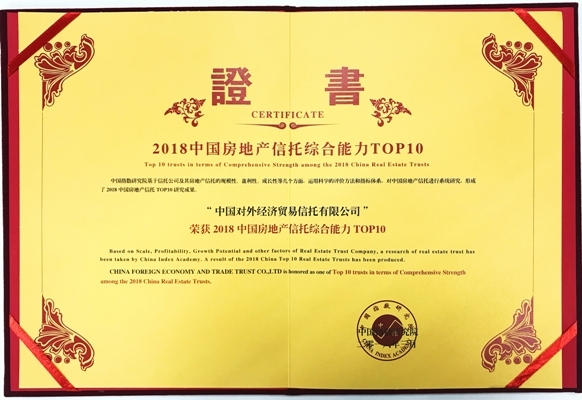 證書
CERTIFICATE
2018中国房地产信托综合能力TOP10
Top 10 trusts in terms of Comprehensive Strength among the 2018 China Real Estate Trusts
中国指数研究院基于信托公司及其房地产信托的规模性、盈利性、成长性等几个方面，运用科学的评价方法和指标体系，对中国房地产信托进行系统研究，形成
了2018中国房地产信托TOP10研究成果。
“中国对外经济贸易信托有限公司”
荣获2018中国房地产信托综合能力TOP10
Based on Scale, Profitability, Growth Potential and other factors of Real Estate Trust Company, a research of real estate trust has
been taken by China Index Academy. A result of the 2018 China Top 10 Real Estate Trusts has been produced.
CHINA FOREIGN ECONOMY AND TRADE TRUST CO.,LTD is honored as one of Top 10 trusts in terms of Comprehensive Strength
among the 2018 China Real Estate Trusts.
中国指数研究院
CHINA INDEX ACADEMY